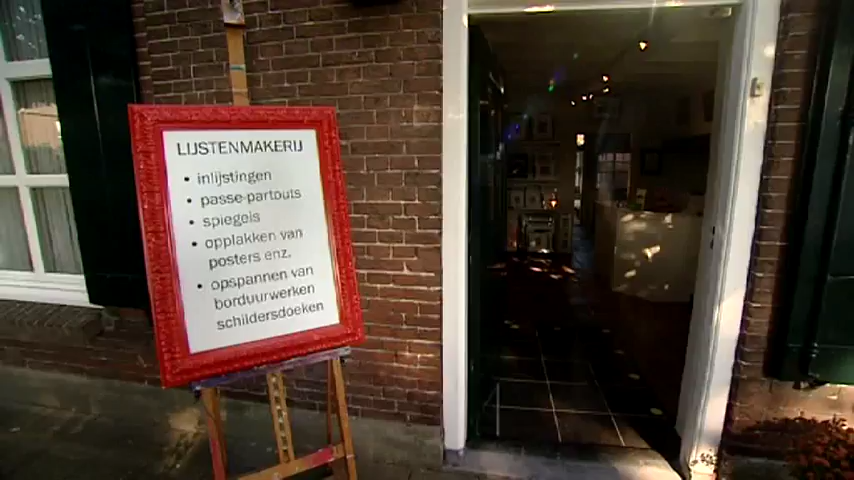 LIJSTENMAKERIJ
• inlijstingen
• passe-partouts
• spiegels
• opplakken van
posters enz.
• opspannen van
borduurwerken
schildersdoeken